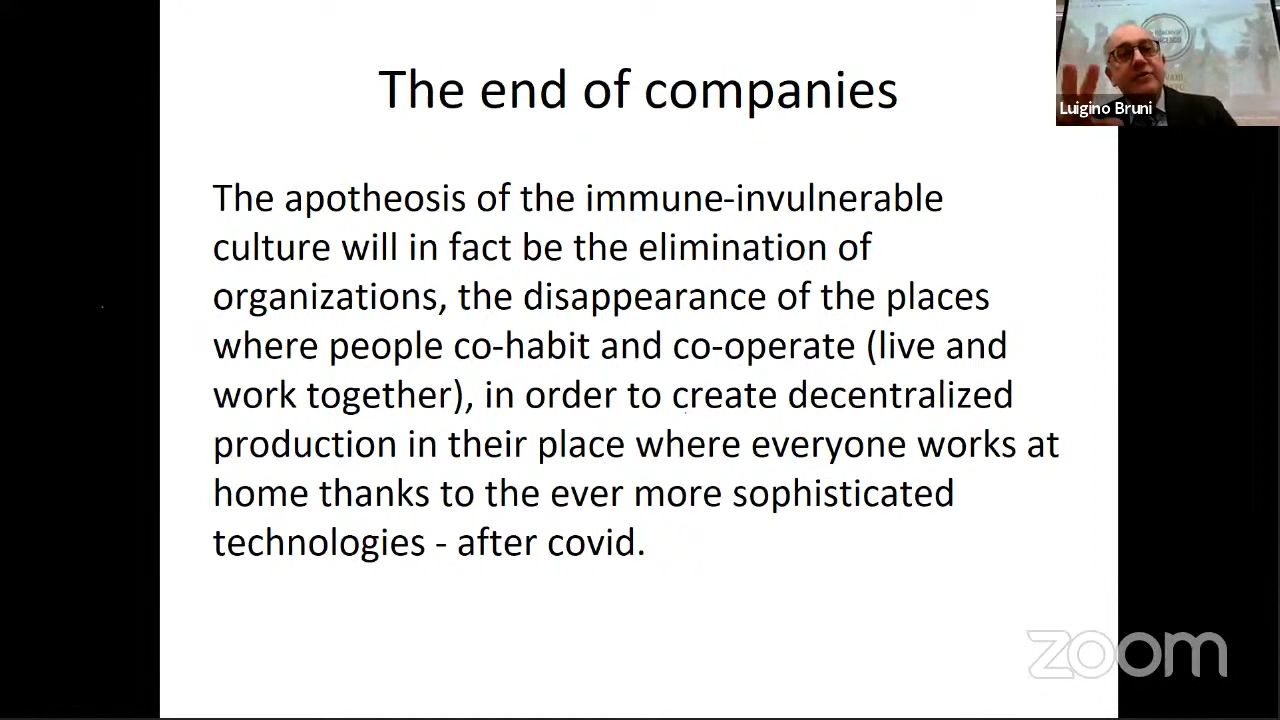 The end of companies
Luigino Bruni
The apotheosis of the immune-invulnerable
culture will in fact be the elimination of
organizations, the disappearance of the places
where people co-habit and co-operate (live and
work together), in order to create decentralized
production in their place where everyone works at
home thanks to the ever more sophisticated
technologies - after covid.
zoom